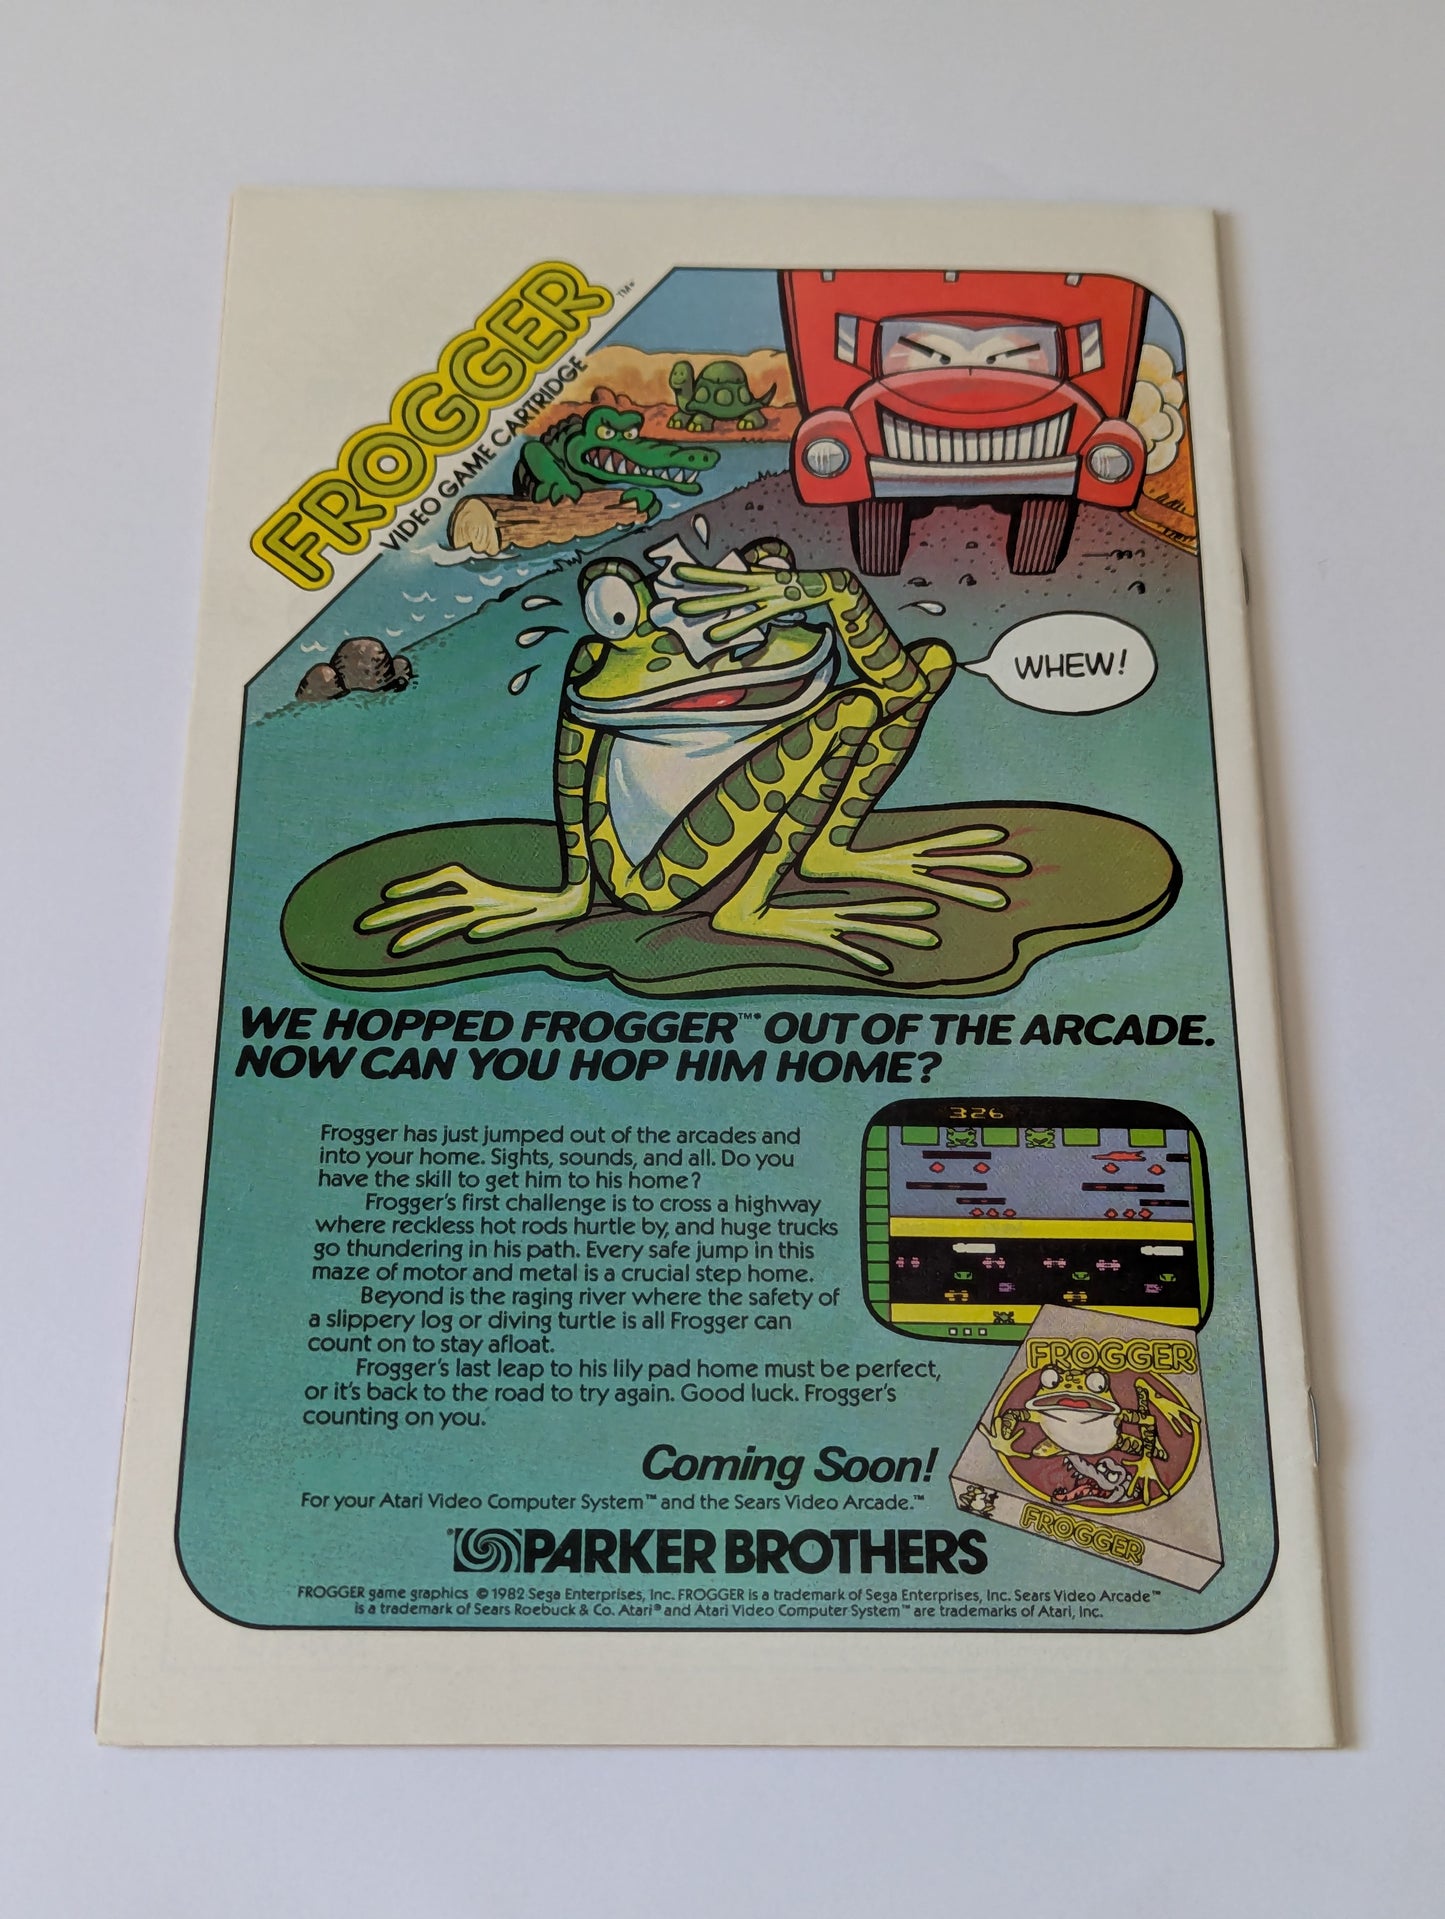 FROGGER™*
VIDEO GAME CARTRIDGE
WHEW!
WE HOPPED FROGGER™* OUT OF THE ARCADE.
NOW CAN YOU HOP HIM HOME?
Frogger has just jumped out of the arcades and
into your home. Sights, sounds, and all. Do you
have the skill to get him to his home?
Frogger's first challenge is to cross a highway
where reckless hot rods hurtle by, and huge trucks
go thundering in his path. Every safe jump in this
maze of motor and metal is a crucial step home.
Beyond is the raging river where the safety of
a slippery log or diving turtle is all Frogger can
count on to stay afloat.
Frogger's last leap to his lily pad home must be perfect,
or it's back to the road to try again. Good luck. Frogger's
counting on you.
326
FROGGER
FROGGER
Coming Soon!
For your Atari Video Computer System™ and the Sears Video Arcade.™
PARKER BROTHERS
FROGGER game graphics © 1982 Sega Enterprises, Inc. FROGGER is a trademark of Sega Enterprises, Inc. Sears Video Arcade™
is a trademark of Sears Roebuck & Co. Atari® and Atari Video Computer System™ are trademarks of Atari, Inc.